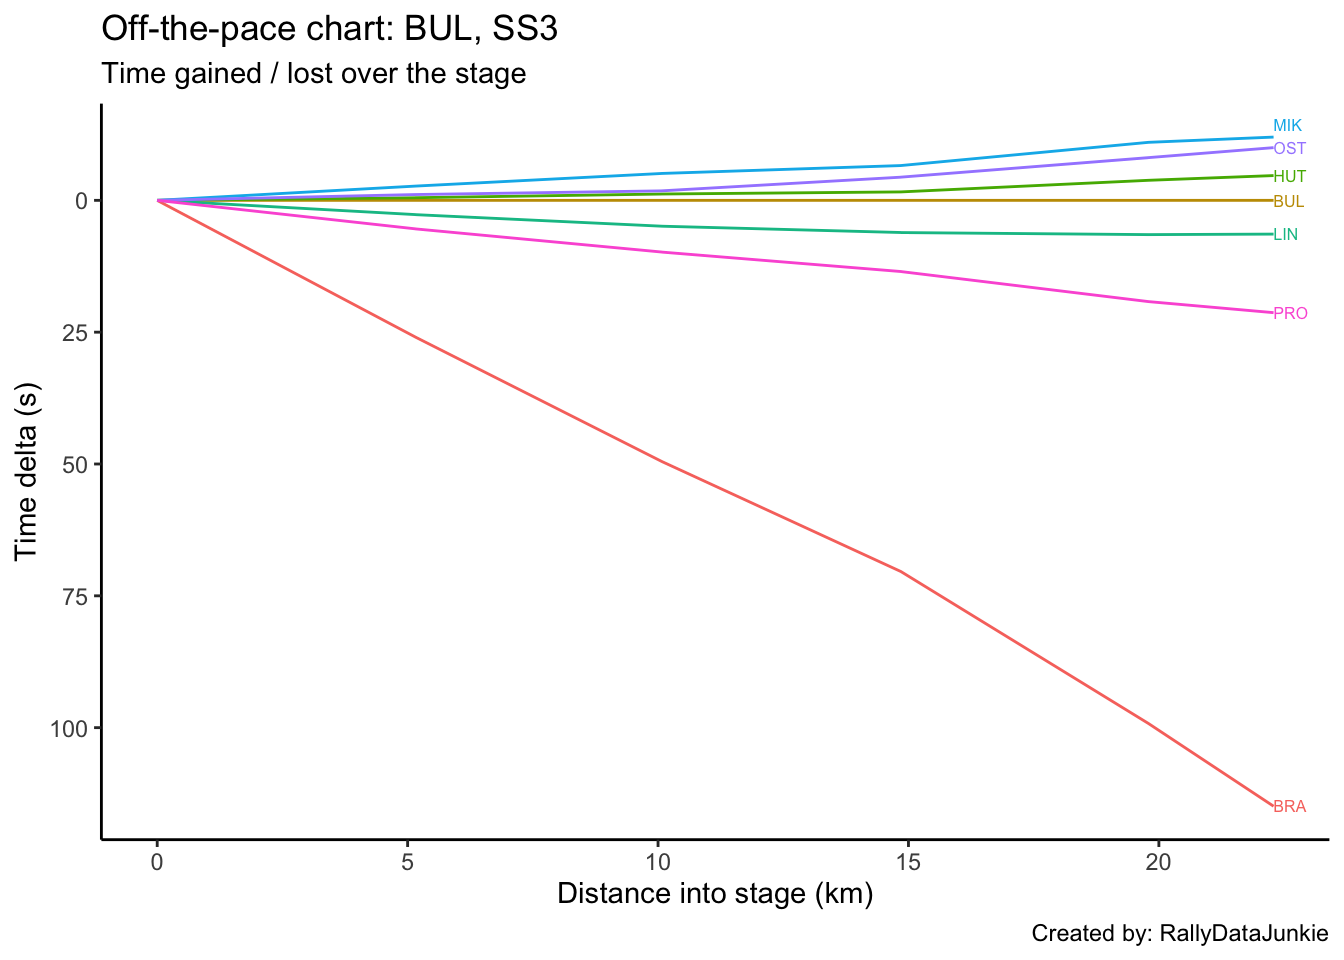 Off-the-pace chart: BUL, SS3
Time gained / lost over the stage
MIK
OST
HUT
BUL
LIN
PRO
BRA
0
25
50
75
100
Time delta (s)
0 5 10 15 20
Distance into stage (km)
Created by: RallyDataJunkie